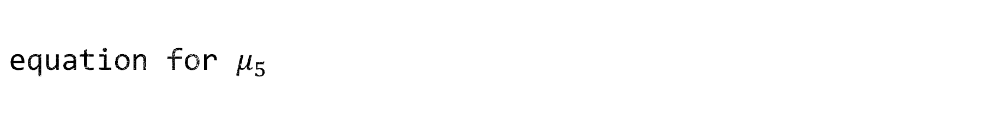 equation for μ₅